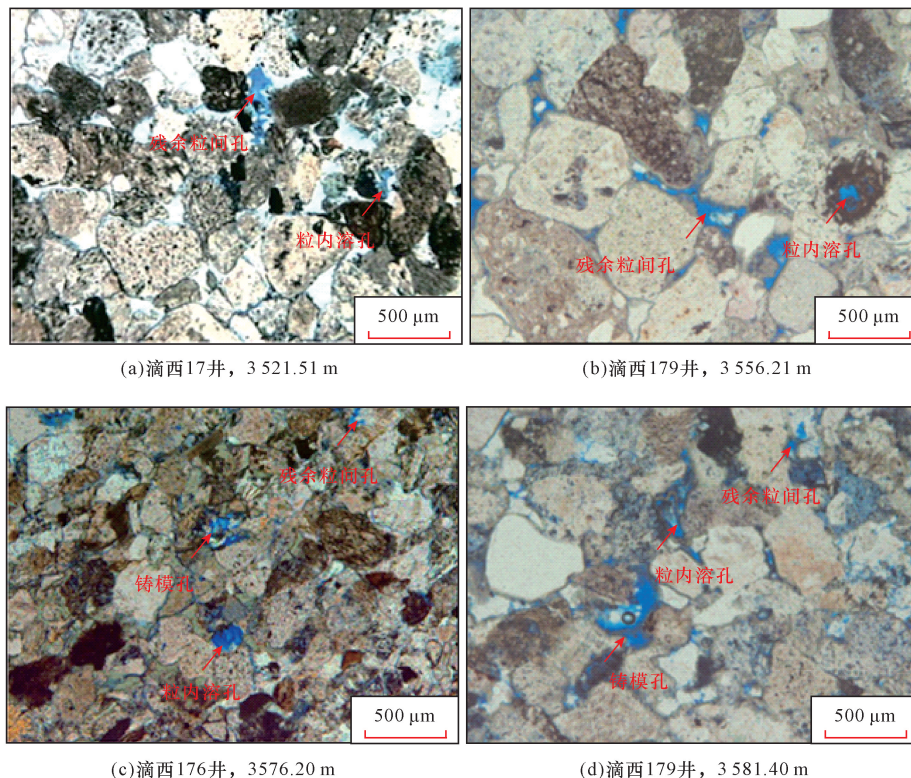 残余粒间孔
粒内溶孔
500 μm
(a)滴西17井，3 521.51 m
残余粒间孔
粒内溶孔
500 μm
(b)滴西179井，3 556.21 m
残余粒间孔
铸模孔
粒内溶孔
500 μm
(c)滴西176井，3576.20 m
残余粒间孔
粒内溶孔
铸模孔
500 μm
(d)滴西179井，3 581.40 m